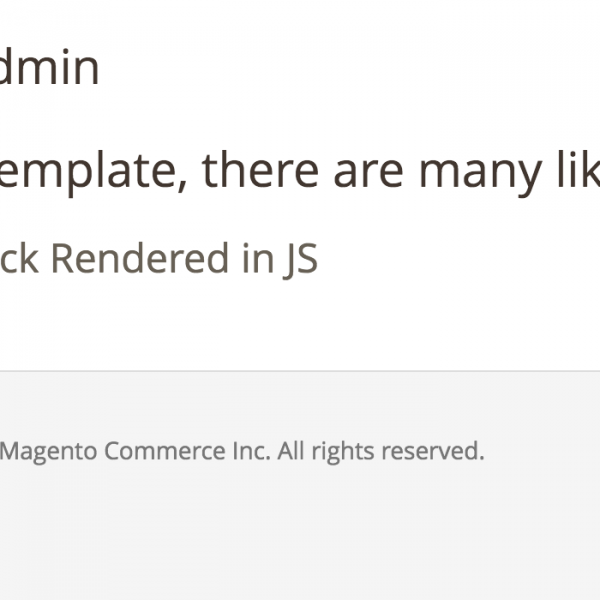 dmin
emplate, there are many lik
ck Rendered in JS
Magento Commerce Inc. All rights reserved.